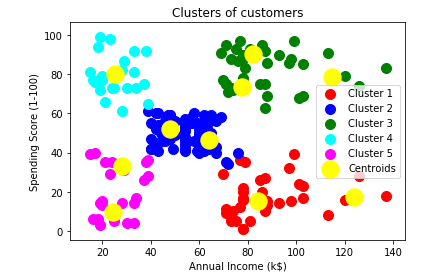 Clusters of customers
Spending Score (1-100)
100
80
60
40
20
0
Cluster 1
Cluster 2
Cluster 3
Cluster 4
Cluster 5
Centroids
20
40
60
80
100
120
140
Annual Income (k$)